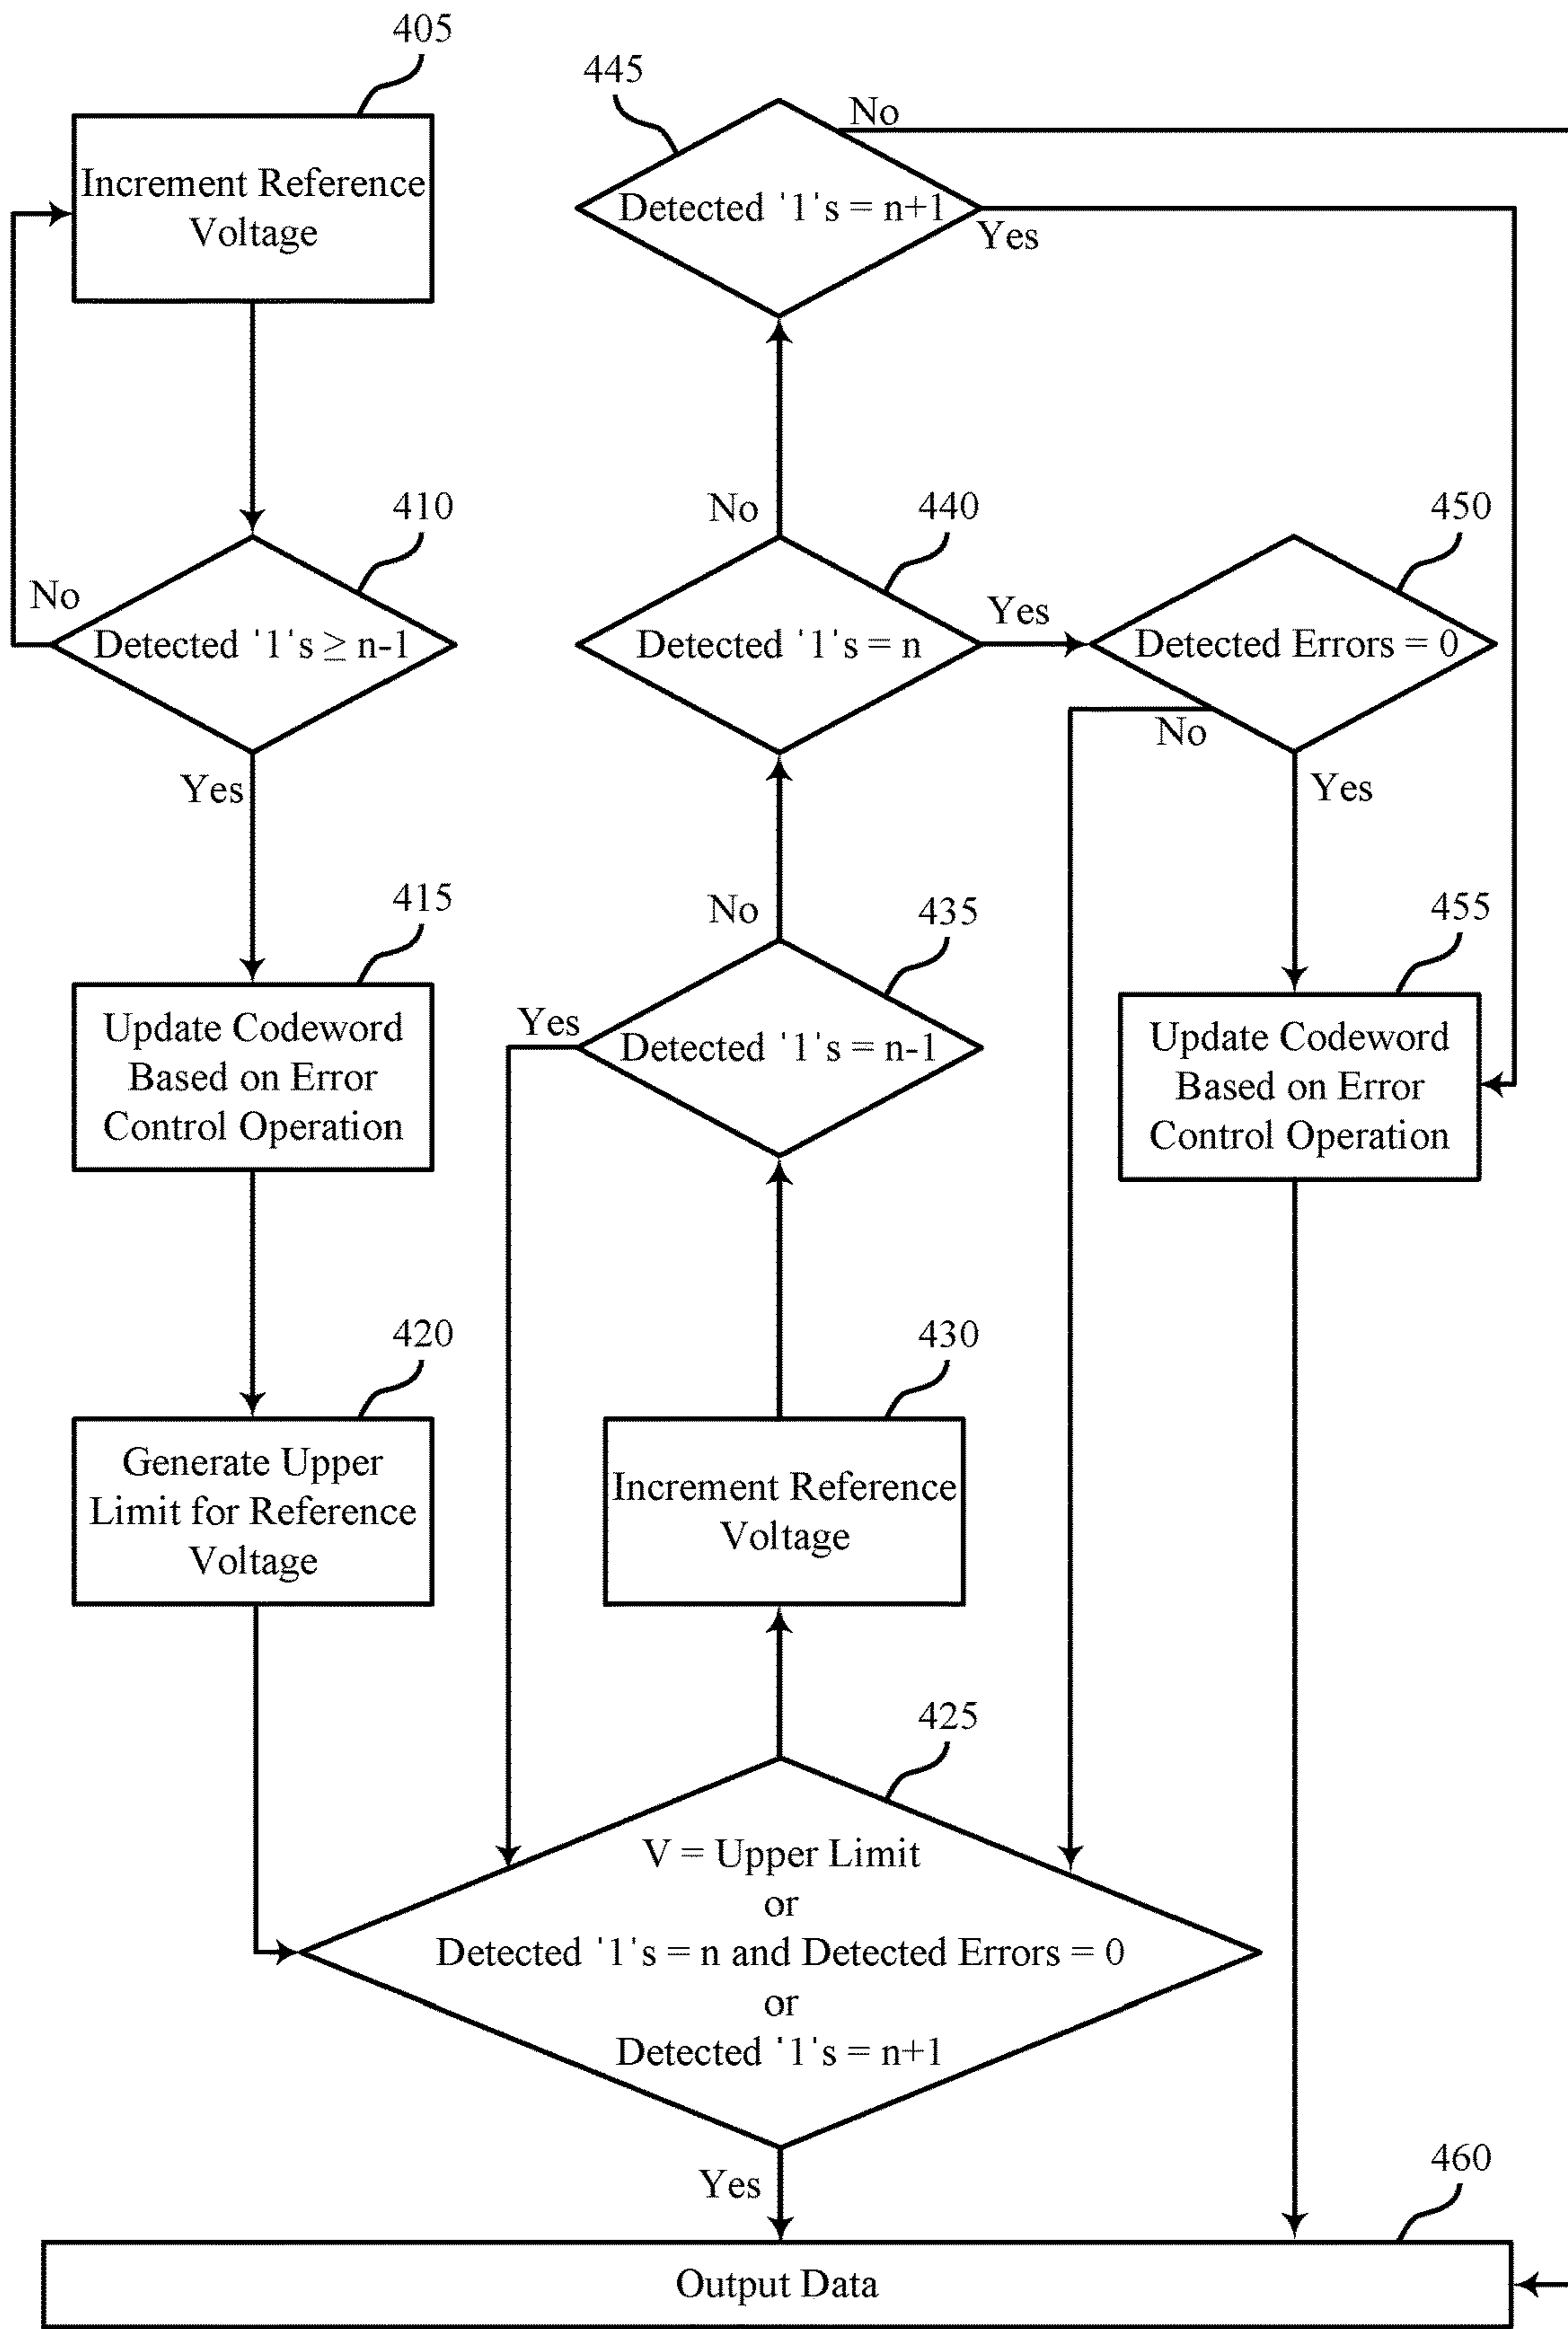 405
Increment Reference
Voltage
410
No
Detected '1's ≥ n-1
Yes
415
Update Codeword
Based on Error
Control Operation
420
Generate Upper
Limit for Reference
Voltage
445
No
Detected '1's = n+1
Yes
No
440
Detected '1's = n
Yes
450
Detected Errors = 0
No
Yes
No
435
Yes
Detected '1's = n-1
455
Update Codeword
Based on Error
Control Operation
430
Increment Reference
Voltage
425
V = Upper Limit
or
Detected '1's = n and Detected Errors = 0
or
Detected '1's = n+1
Yes
460
Output Data